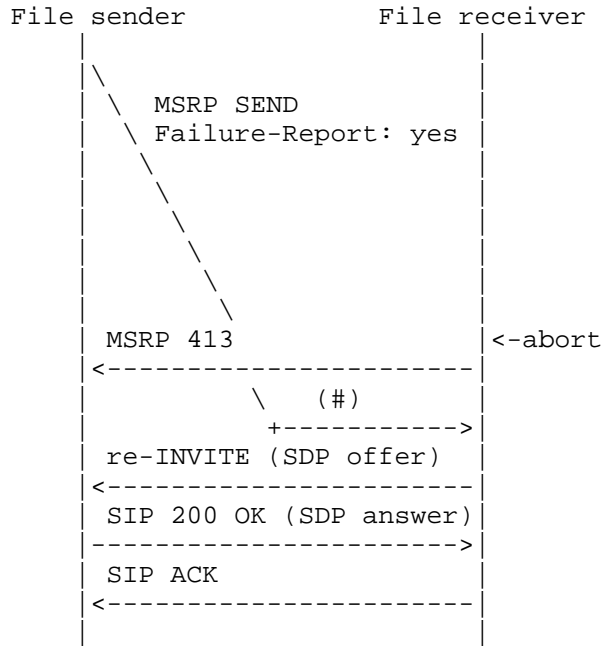 File sender File receiver
MSRP SEND
Failure-Report: yes
MSRP 413 <-abort
(#)
re-INVITE (SDP offer)
SIP 200 OK (SDP answer)
SIP ACK